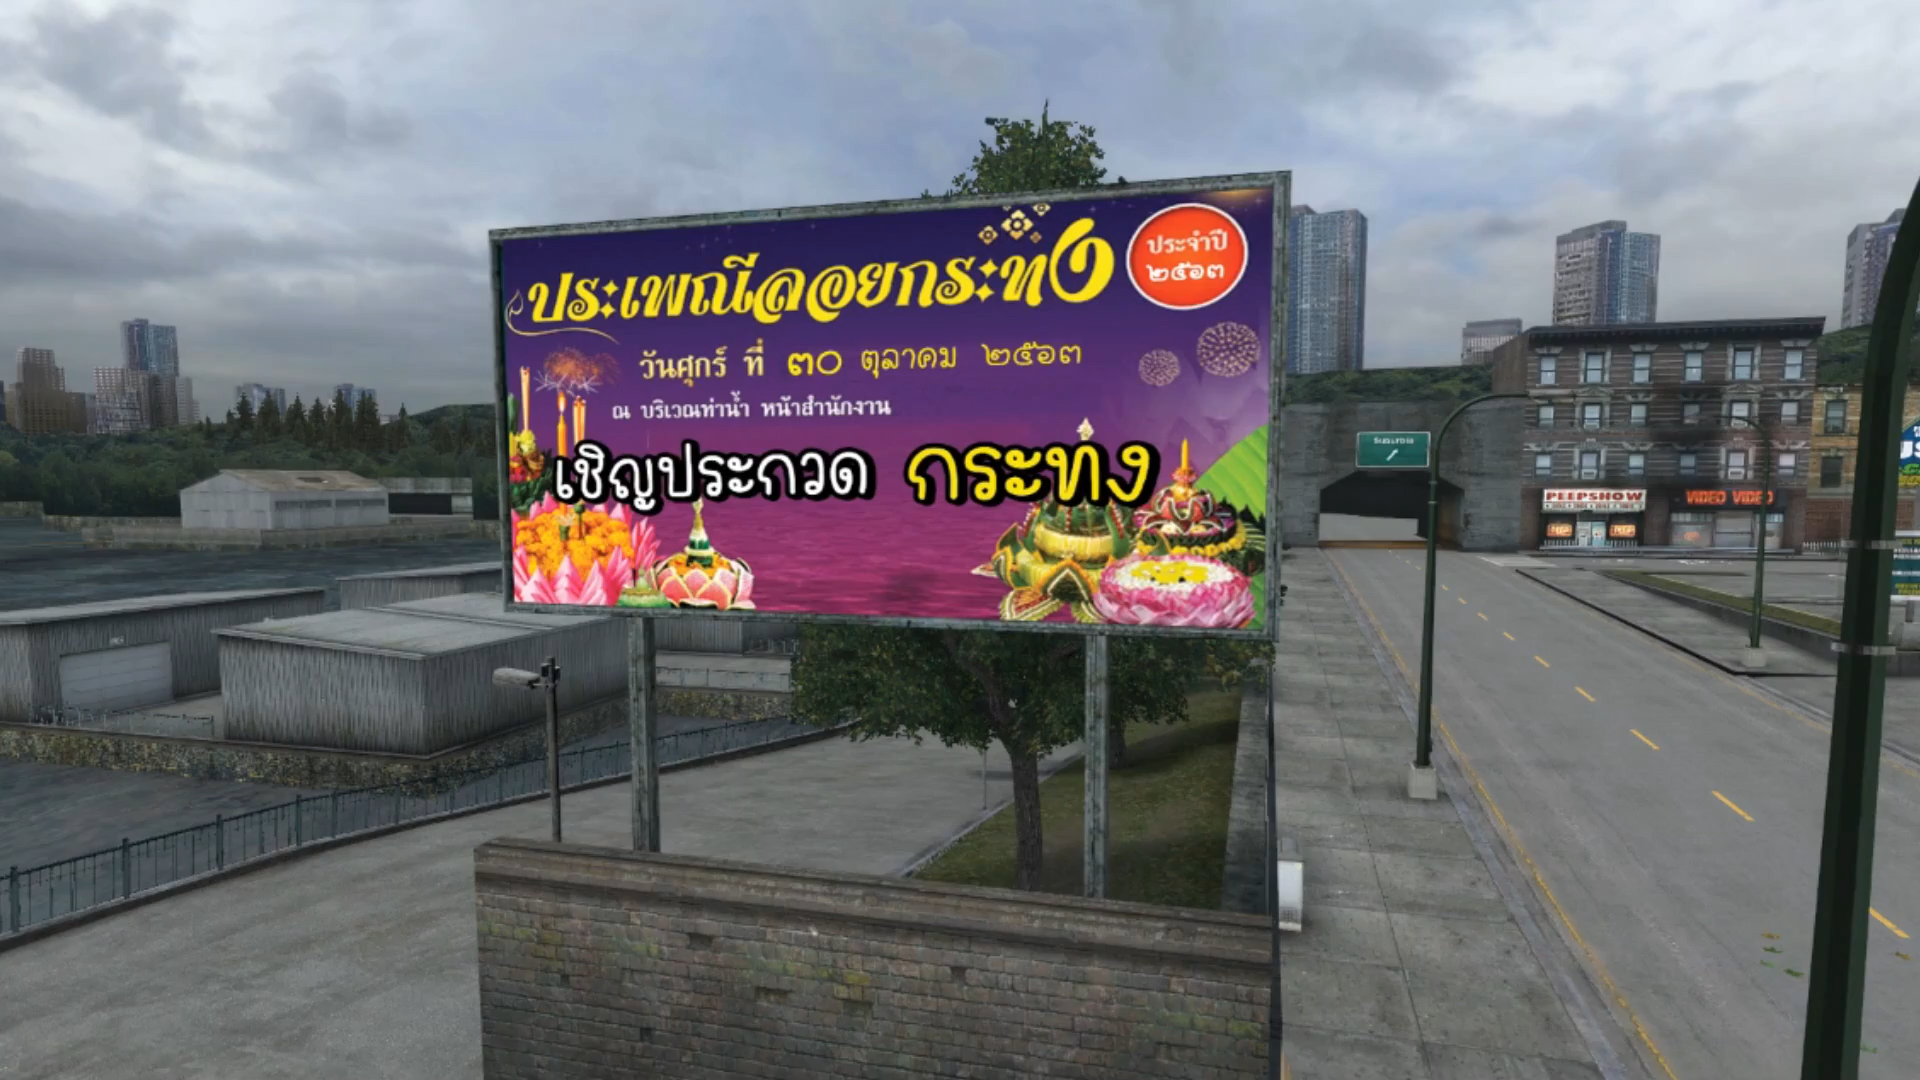 ประเพณีลอยกระทง
ประจำปี
๒๕๖๓
วันศุกร์ ที่ ๓๐ ตุลาคม ๒๕๖๓
ณ บริเวณท่าน้ำ หน้าสำนักงาน
เชิญประกวด กระทง
Suburbia
PEEPSHOW
VIDEO VIDEO